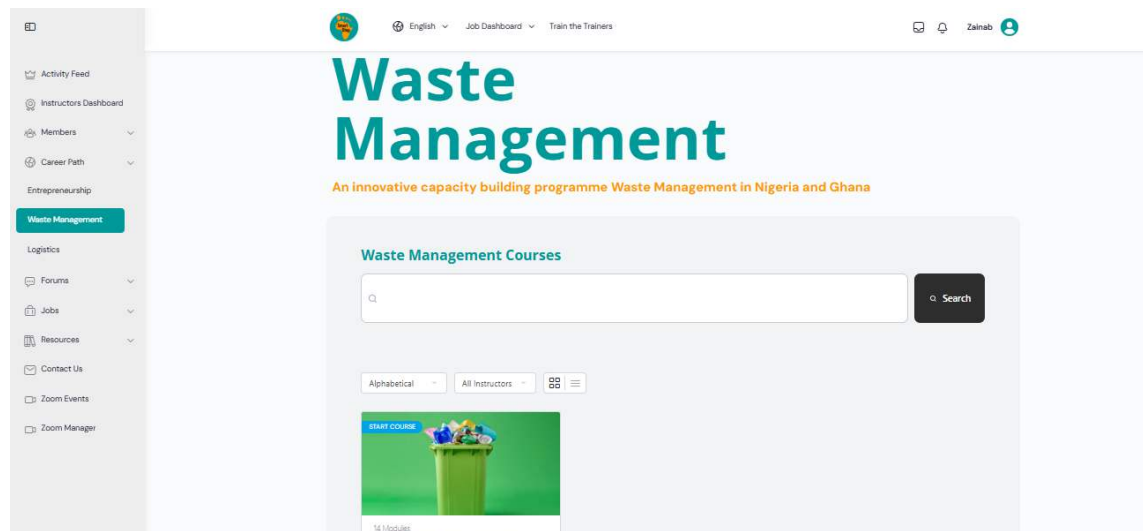 English
Job Dashboard
Train the Trainers
Zainab
Activity Feed
Instructors Dashboard
Members
Career Path
Entrepreneurship
Waste Management
Logistics
Forums
Jobs
Resources
Contact Us
Zoom Events
Zoom Manager
Waste
Management
An innovative capacity building programme Waste Management in Nigeria and Ghana
Waste Management Courses
Search
Alphabetical
All Instructors
START COURSE
14 Modules